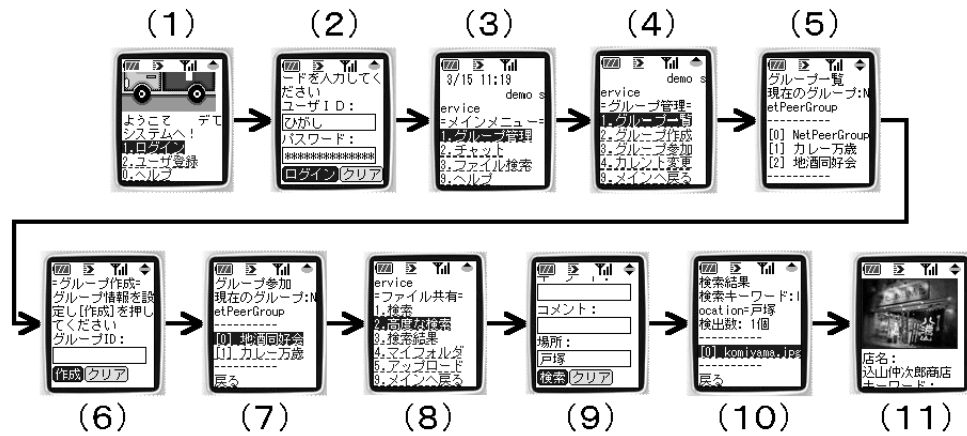 (1)
(2)
(3)
(4)
(5)
ようこそ デモ
システムへ!
1.ログイン
2.ユーザ登録
0.ヘルプ
ードを入力してく
ださい
ユーザID:
ひがし
パスワード:
**************
ログイン クリア
3/15 11:19
demo s
ervice
=メインメニュー=
1.グループ管理
2.チャット
3.ファイル検索
9.ヘルプ
demo s
ervice
=グループ管理=
1.グループ一覧
2.グループ作成
3.グループ参加
4.カレント変更
9.メインへ戻る
グループ一覧
現在のグループ:N
etPeerGroup
----------
[0] NetPeerGroup
[1] カレー万歳
[2] 地酒同好会
----------
=グループ作成=
グループ情報を設
定し[作成]を押し
てください
グループID:
作成 クリア
グループ参加
現在のグループ:N
etPeerGroup
----------
[0] 地酒同好会
[1] カレー万歳
----------
戻る
ervice
=ファイル共有=
1.検索
2.高度な検索
3.検索結果
4.マイフォルダ
5.アップロード
9.メインへ戻る
コメント:
場所:
戸塚
検索 クリア
検索結果
検索キーワード:l
ocation=戸塚
検出数: 1個
----------
[0] komiyama.jpg
----------
戻る
店名:
込山仲次郎商店
キーワード:
(6)
(7)
(8)
(9)
(10)
(11)